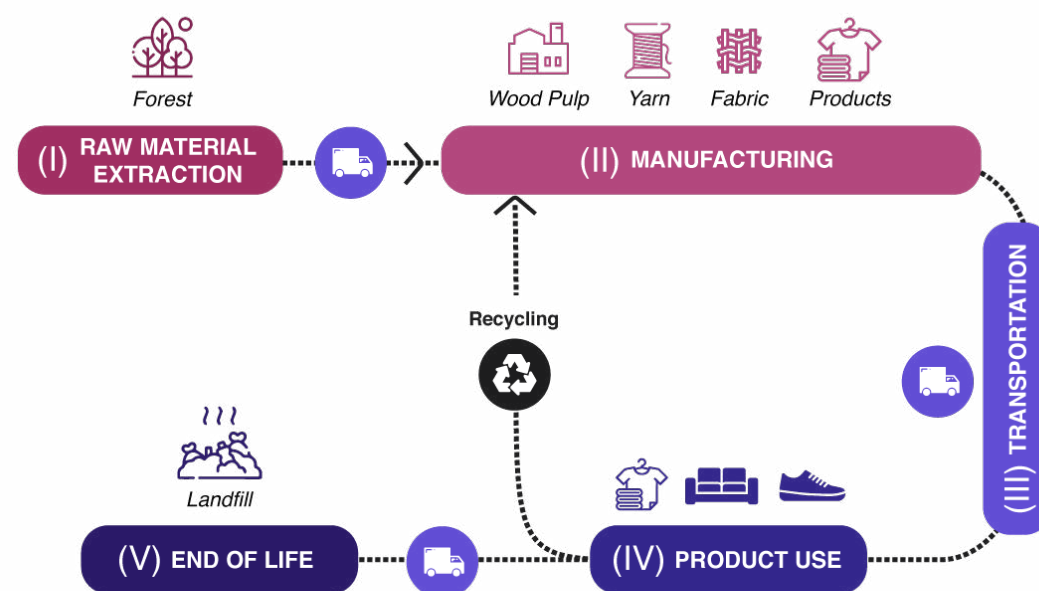 Forest
Wood Pulp
Yarn
Fabric
Products
(I) RAW MATERIAL
EXTRACTION
(II) MANUFACTURING
(III) TRANSPORTATION
Recycling
Landfill
(V) END OF LIFE
(IV) PRODUCT USE